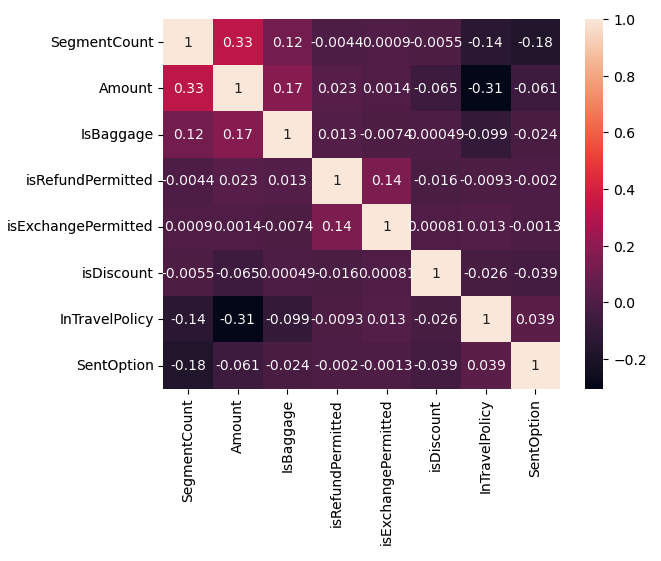 SegmentCount 1 0.33 0.12 -0.0044 0.0009 -0.0055 -0.14 -0.18
Amount 0.33 1 0.17 0.023 0.0014 -0.065 -0.31 -0.061
IsBaggage 0.12 0.17 1 0.013 -0.0074 0.00049 -0.099 -0.024
isRefundPermitted -0.0044 0.023 0.013 1 0.14 -0.016 -0.0093 -0.002
isExchangePermitted 0.0009 0.0014 -0.0074 0.14 1 0.00081 0.013 -0.0013
isDiscount -0.0055 -0.065 0.00049 -0.016 0.00081 1 -0.026 -0.039
InTravelPolicy -0.14 -0.31 -0.099 -0.0093 0.013 -0.026 1 0.039
SentOption -0.18 -0.061 -0.024 -0.002 -0.0013 -0.039 0.039 1
SegmentCount
Amount
IsBaggage
isRefundPermitted
isExchangePermitted
isDiscount
InTravelPolicy
SentOption
1.0
0.8
0.6
0.4
0.2
0.0
−0.2